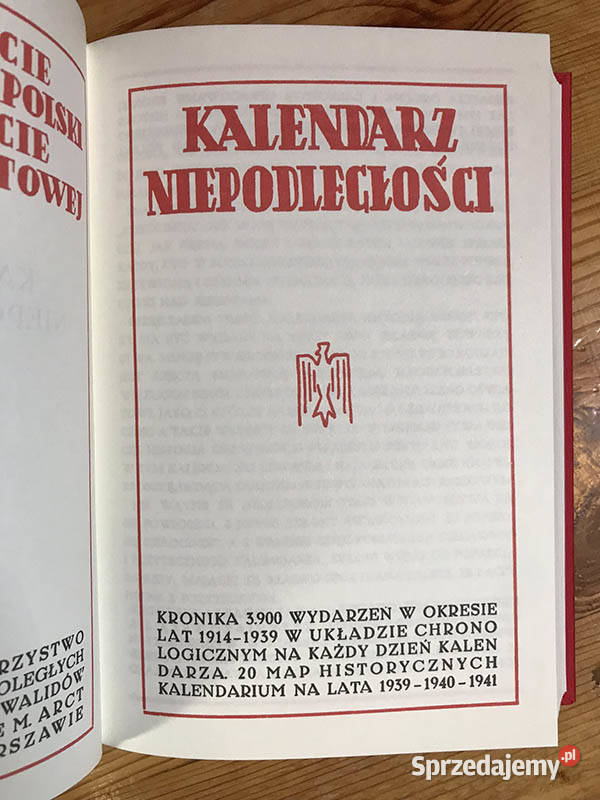 CIE
POLSKI
CIE
TOWEJ
RZYSTWO
OLEGŁYCH
WALIDÓW
E M. ARCT
RSZAWIE
KALENDARZ
NIEPODLEGŁOŚCI
KRONIKA 3.900 WYDARZEŃ W OKRESIE
LAT 1914-1939 W UKŁADZIE CHRONO
LOGICZNYM NA KAŻDY DZIEŃ KALEN
DARZA. 20 MAP HISTORYCZNYCH
KALENDARIUM NA LATA 1939-1940-1941
Sprzedajemy.pl